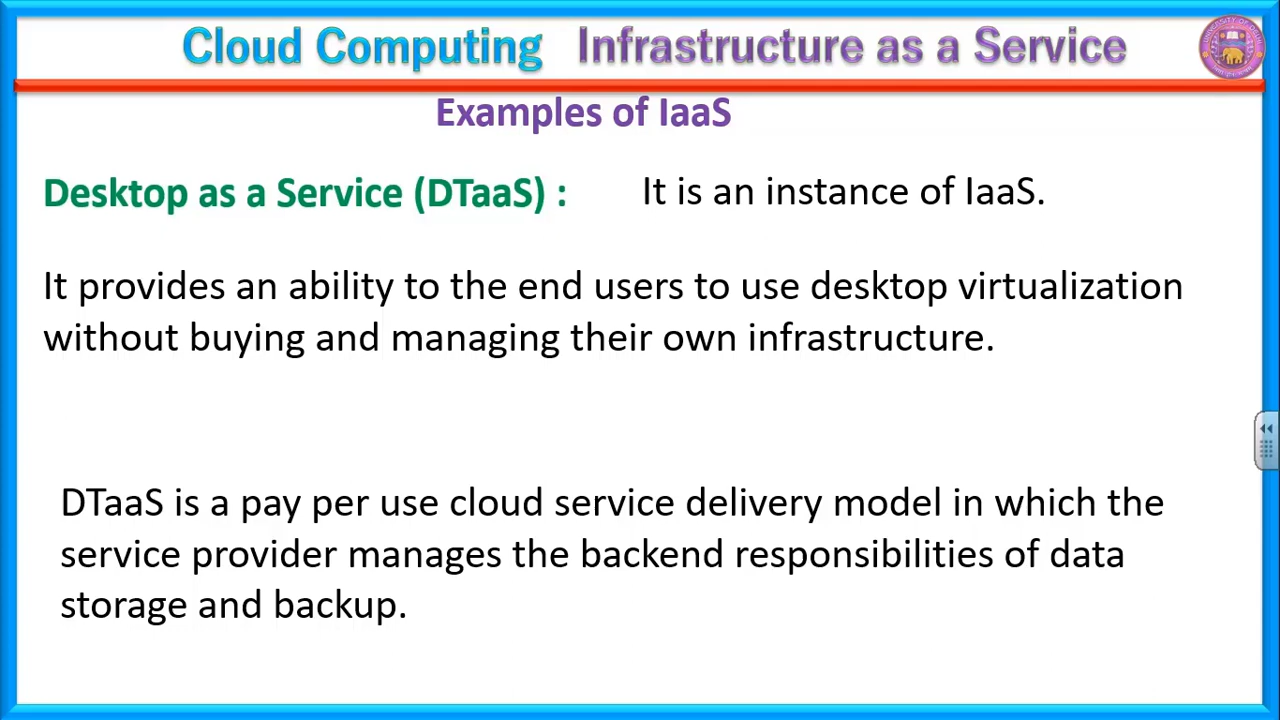 Cloud Computing Infrastructure as a Service
Examples of IaaS
Desktop as a Service (DTaaS) : It is an instance of IaaS.
It provides an ability to the end users to use desktop virtualization
without buying and managing their own infrastructure.
DTaaS is a pay per use cloud service delivery model in which the
service provider manages the backend responsibilities of data
storage and backup.